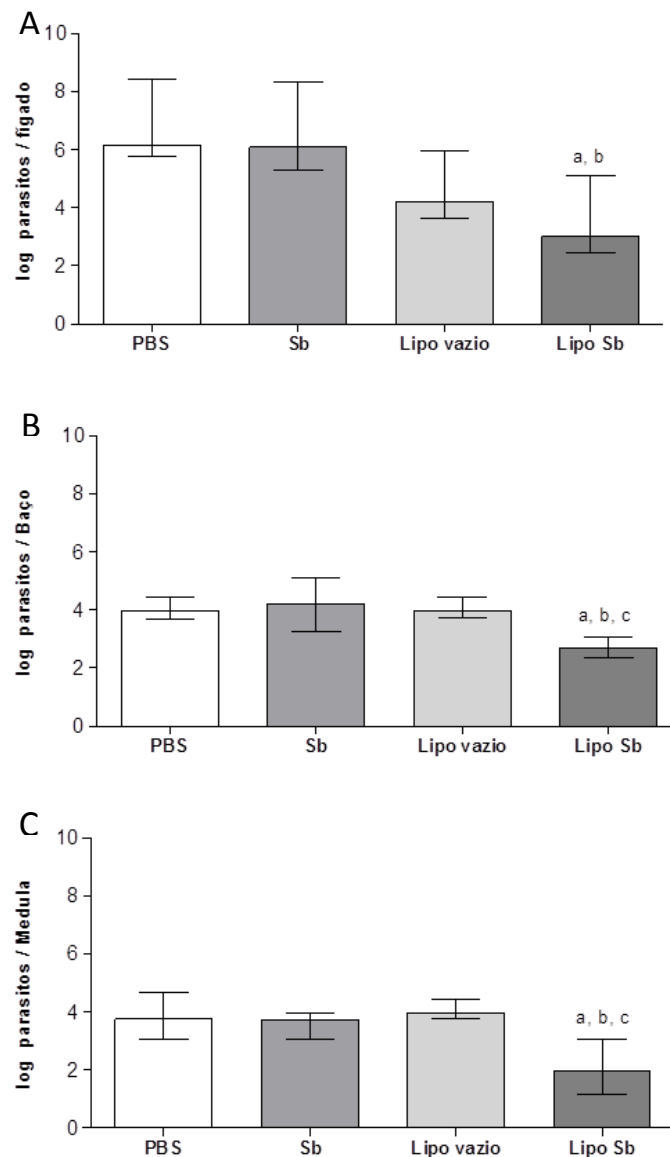 A
log parasitos / fígado
10
8
6
4
2
0
a, b
PBS Sb Lipo vazio Lipo Sb
B
log parasitos / Baço
10
8
6
4
2
0
a, b, c
PBS Sb Lipo vazio Lipo Sb
C
log parasitos / Medula
10
8
6
4
2
0
a, b, c
PBS Sb Lipo vazio Lipo Sb